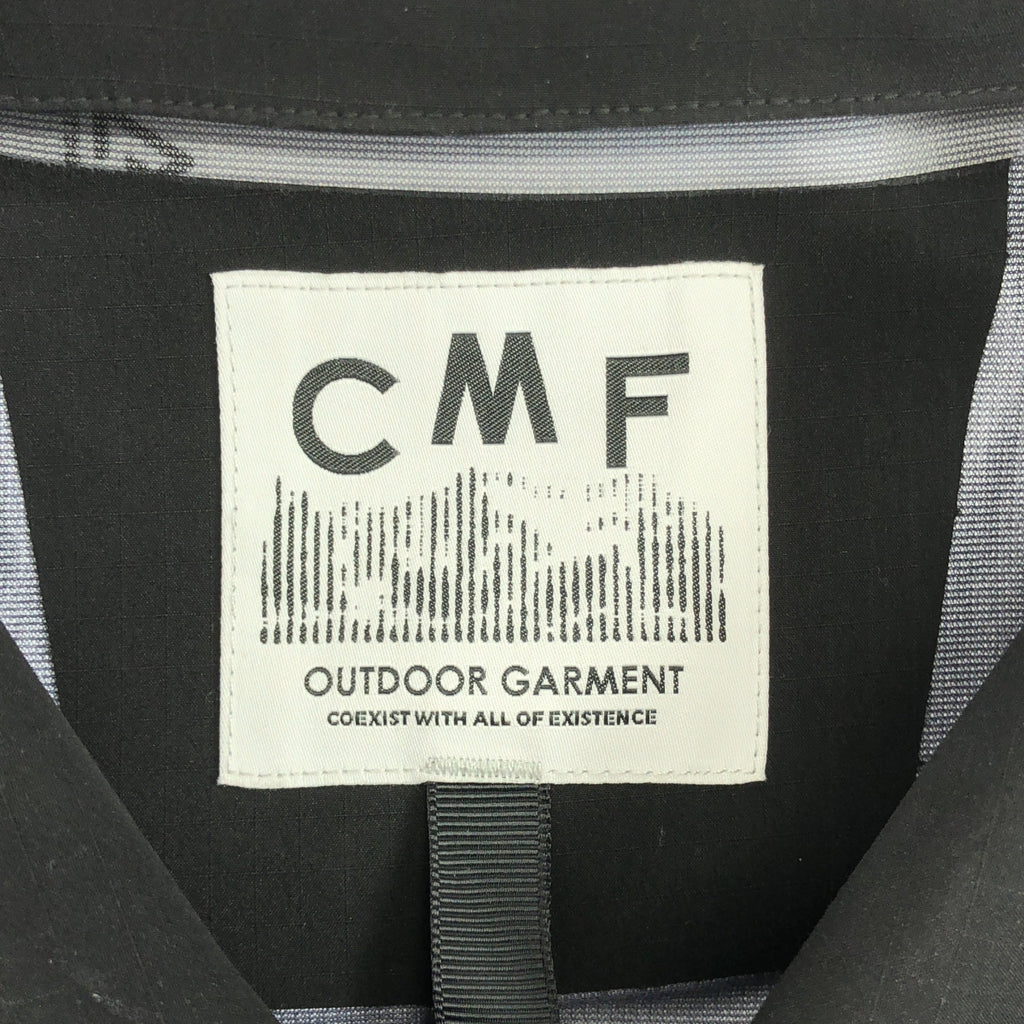 CMF
OUTDOOR GARMENT
COEXIST WITH ALL OF EXISTENCE